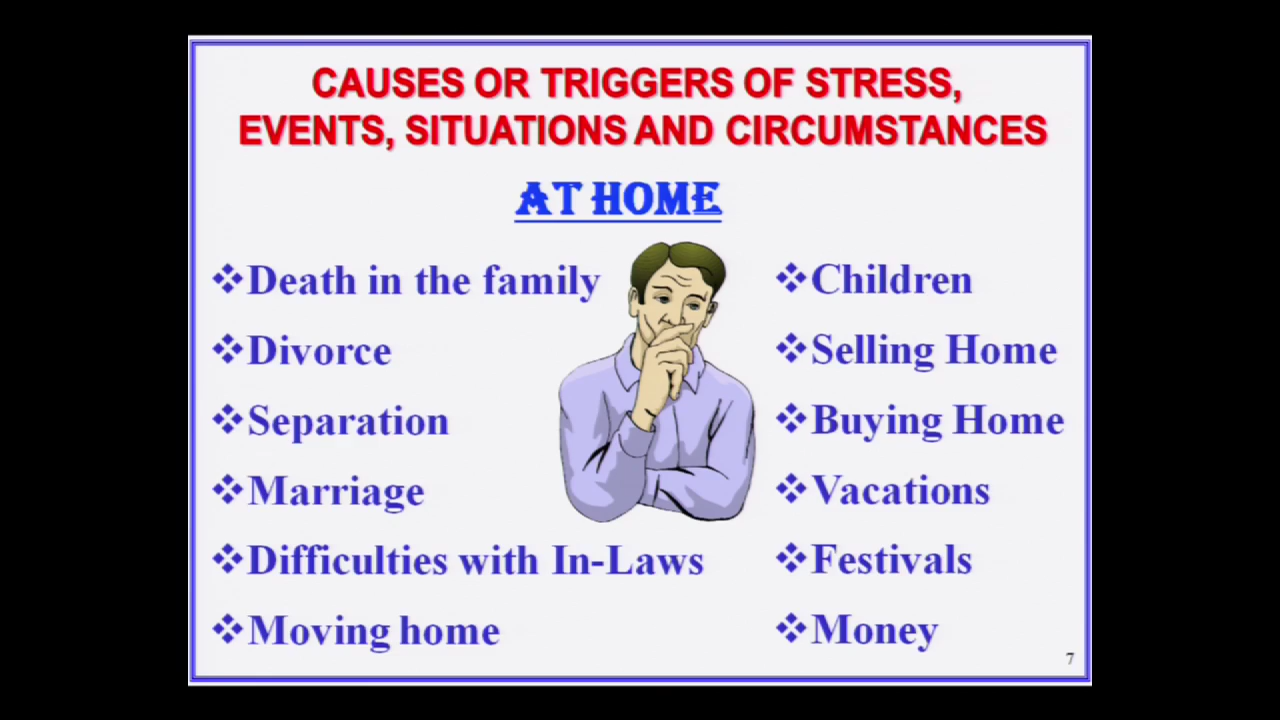 CAUSES OR TRIGGERS OF STRESS,
EVENTS, SITUATIONS AND CIRCUMSTANCES
AT HOME
❖Death in the family
❖Divorce
❖Separation
❖Marriage
❖Difficulties with In-Laws
❖Moving home
❖Children
❖Selling Home
❖Buying Home
❖Vacations
❖Festivals
❖Money
7